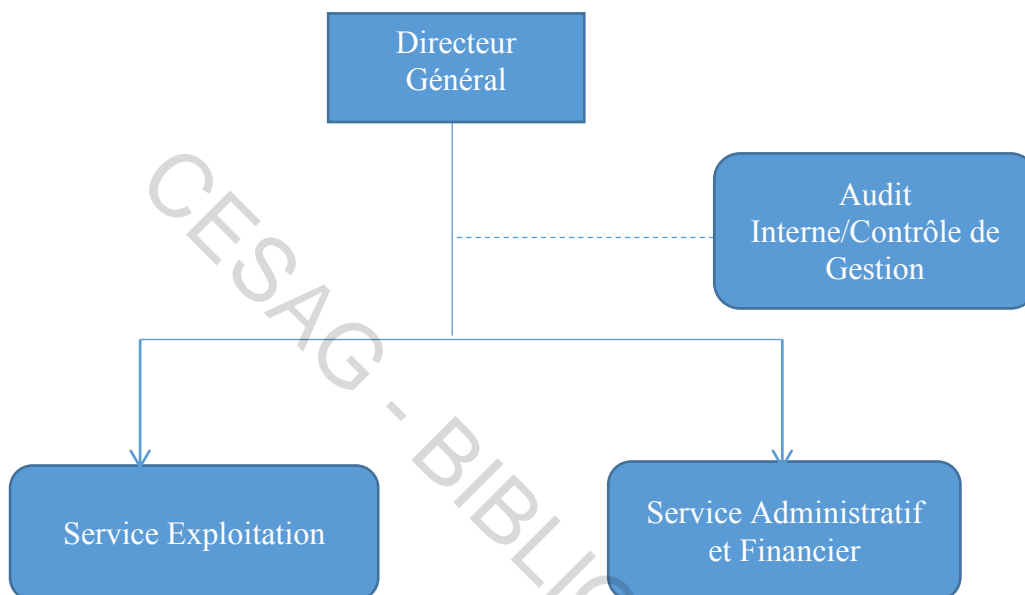 Directeur
Général
Audit
Interne/Contrôle de
Gestion
Service Exploitation
Service Administratif
et Financier
CESAG - BIBLIO